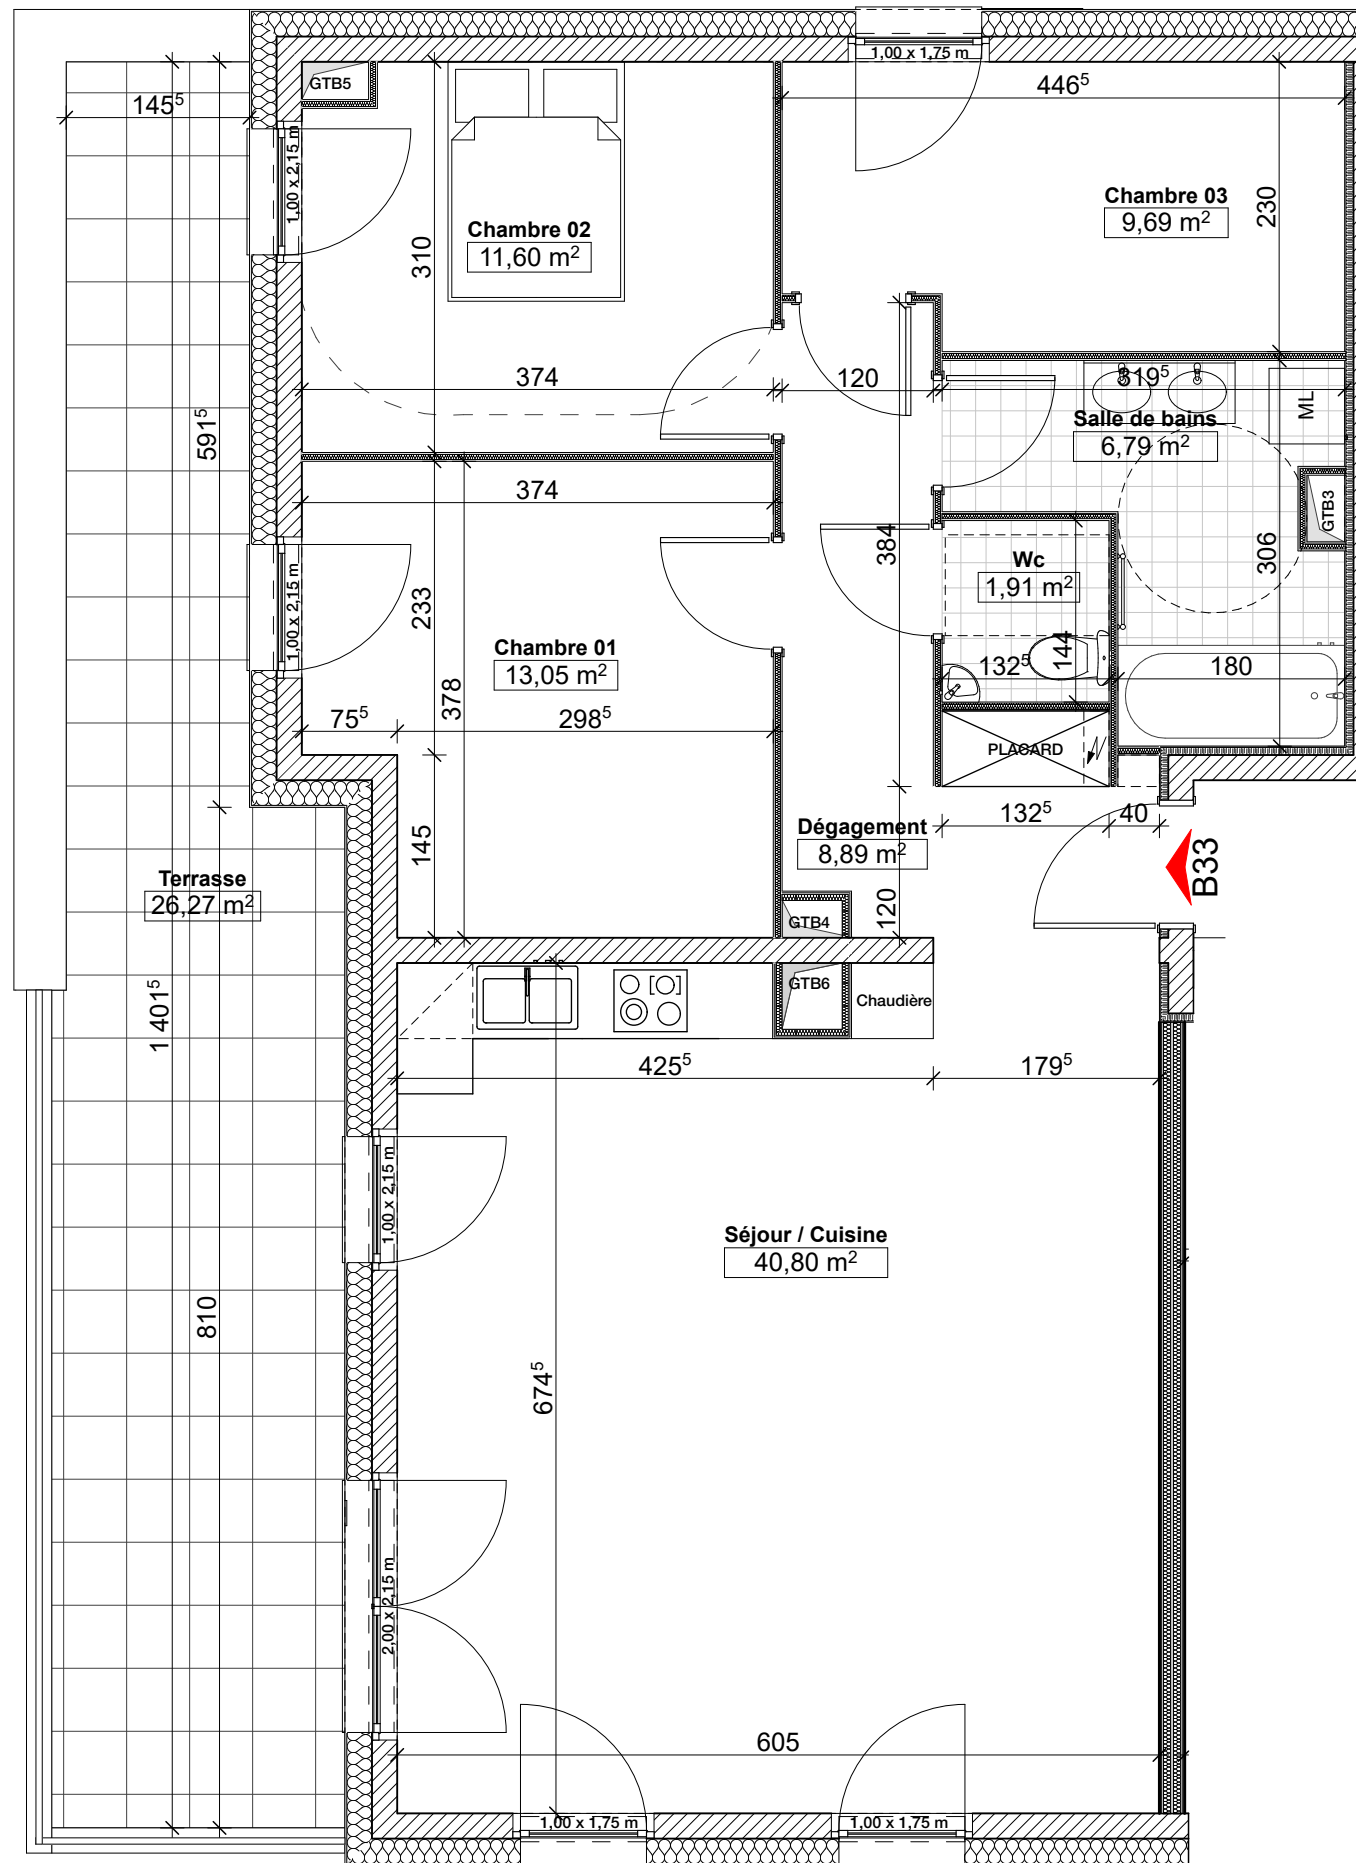 1,00 x 1,75 m
GTB5
145⁵
446⁵
1,00 x 2,15 m
Chambre 02
11,60 m²
310
Chambre 03
9,69 m²
230
374
120
319⁵
ML
Salle de bains
6,79 m²
591⁵
374
GTB3
384
306
1,00 x 2,15 m
233
Wc
1,91 m²
144
Chambre 01
13,05 m²
378
132⁵
180
75⁵
298⁵
PLACARD
132⁵
40
Dégagement
8,89 m²
145
B33
Terrasse
26,27 m²
GTB4
120
GTB6
Chaudière
1 401⁵
425⁵
179⁵
1,00 x 2,15 m
Séjour / Cuisine
40,80 m²
810
674⁵
2,00 x 2,15 m
605
1,00 x 1,75 m
1,00 x 1,75 m